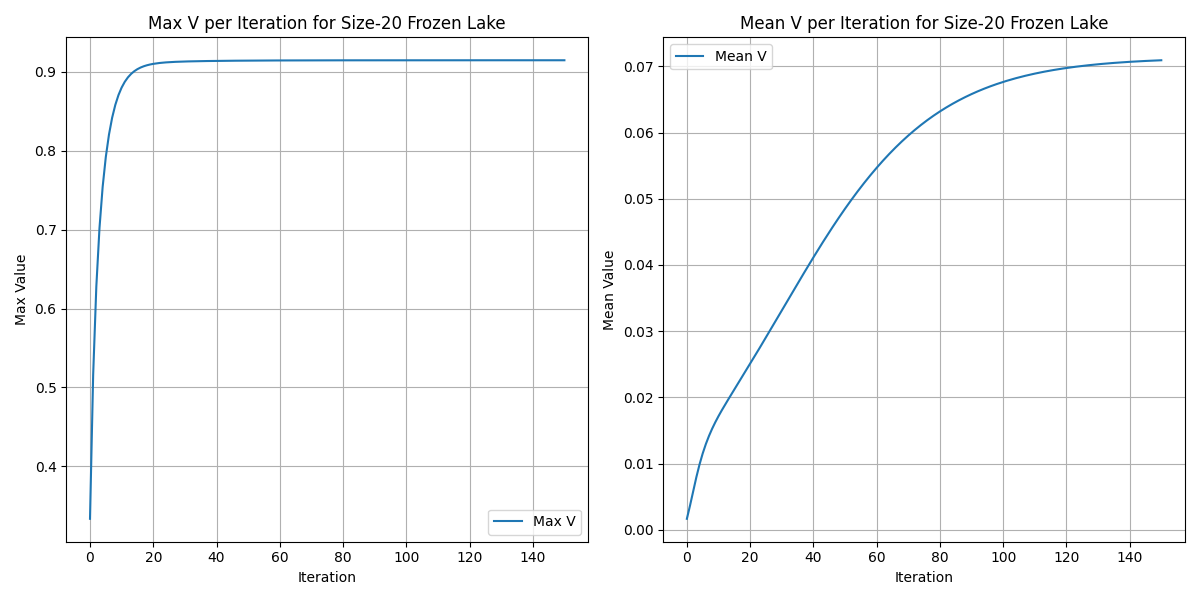 Max V per Iteration for Size-20 Frozen Lake
Max Value
0.9
0.8
0.7
0.6
0.5
0.4
Max V
0 20 40 60 80 100 120 140
Iteration
Mean V per Iteration for Size-20 Frozen Lake
Mean V
Mean Value
0.07
0.06
0.05
0.04
0.03
0.02
0.01
0.00
0 20 40 60 80 100 120 140
Iteration